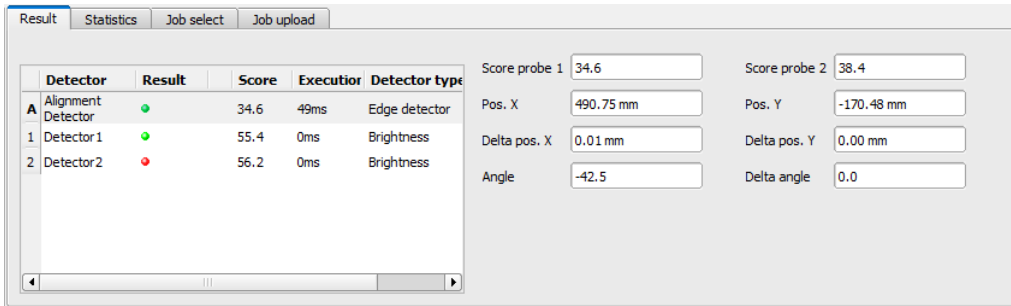 Result Statistics Job select Job upload
Detector Result Score Execution Detector type
A Alignment Detector 34.6 49ms Edge detector
1 Detector1 55.4 0ms Brightness
2 Detector2 56.2 0ms Brightness
Score probe 1 34.6 Score probe 2 38.4
Pos. X 490.75 mm Pos. Y -170.48 mm
Delta pos. X 0.01 mm Delta pos. Y 0.00 mm
Angle -42.5 Delta angle 0.0